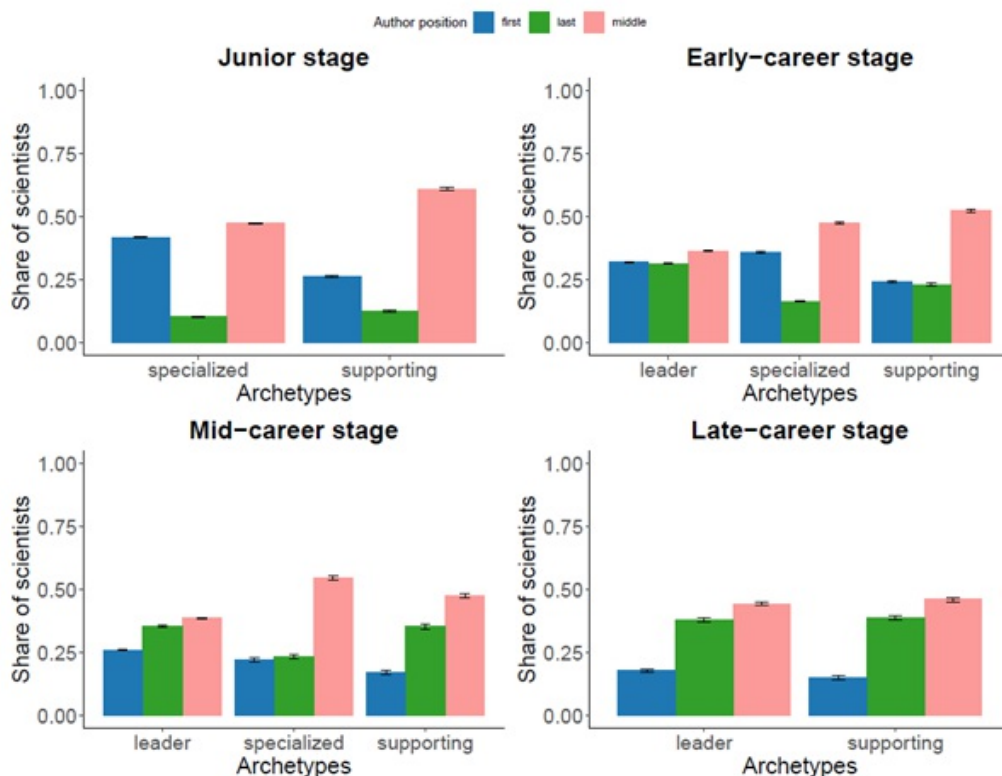 Author position first last middle
Junior stage
Share of scientists
1.00
0.75
0.50
0.25
0.00
specialized supporting
Archetypes
Early−career stage
Share of scientists
1.00
0.75
0.50
0.25
0.00
leader specialized supporting
Archetypes
Mid−career stage
Share of scientists
1.00
0.75
0.50
0.25
0.00
leader specialized supporting
Archetypes
Late−career stage
Share of scientists
1.00
0.75
0.50
0.25
0.00
leader supporting
Archetypes